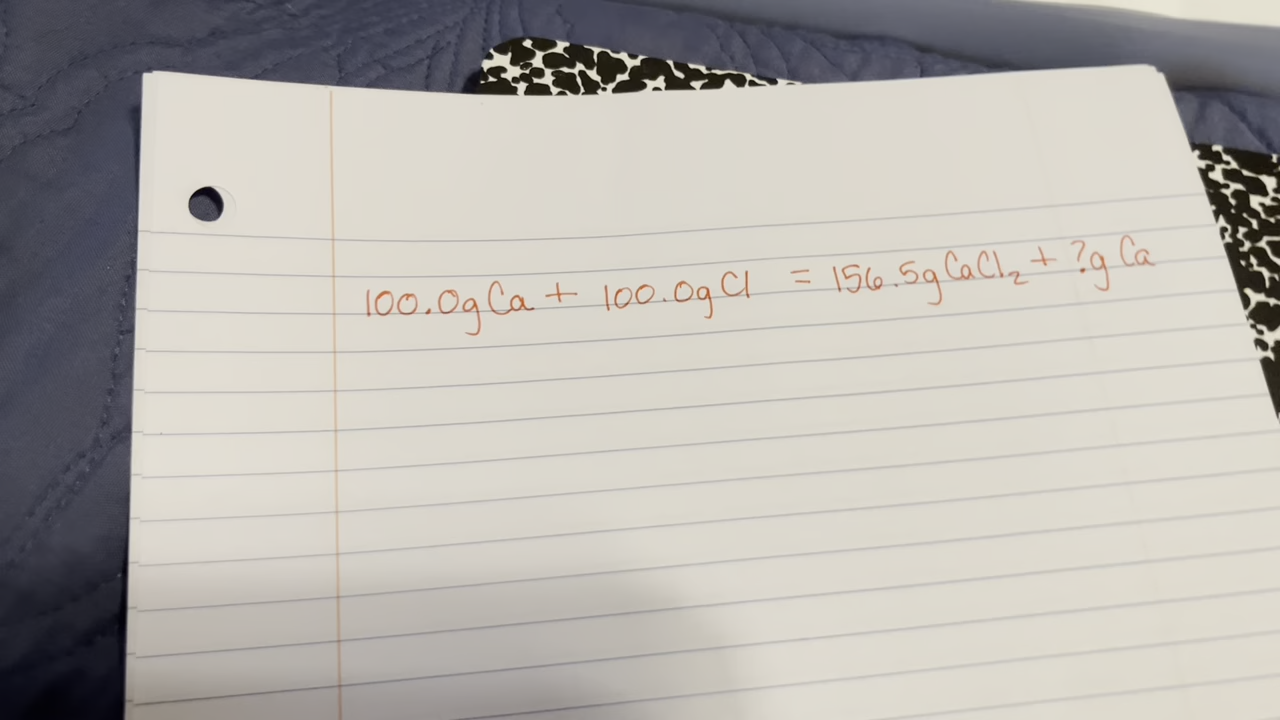 100.0g Ca + 100.0g Cl = 156.5g CaCl₂ + ?g Ca